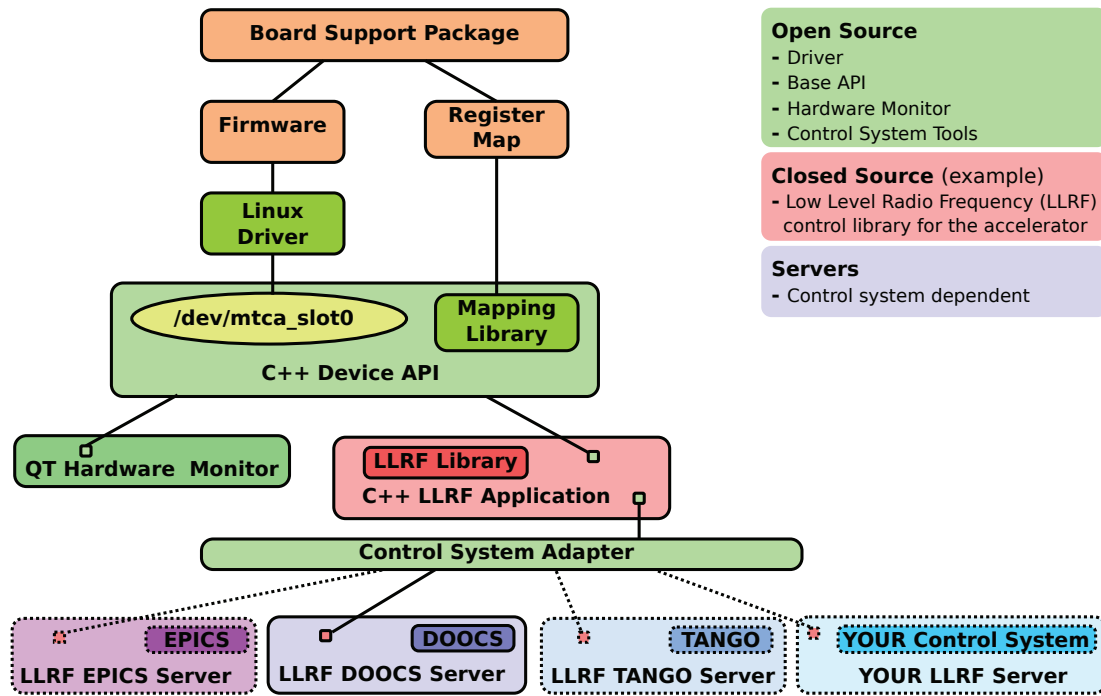 Board Support Package
Firmware
Register
Map
Linux
Driver
/dev/mtca_slot0
Mapping
Library
C++ Device API
QT Hardware  Monitor
LLRF Library
C++ LLRF Application
Control System Adapter
EPICS
LLRF EPICS Server
DOOCS
LLRF DOOCS Server
TANGO
LLRF TANGO Server
YOUR Control System
YOUR LLRF Server
Open Source
- Driver
- Base API
- Hardware Monitor
- Control System Tools
Closed Source (example)
- Low Level Radio Frequency (LLRF)
control library for the accelerator
Servers
- Control system dependent